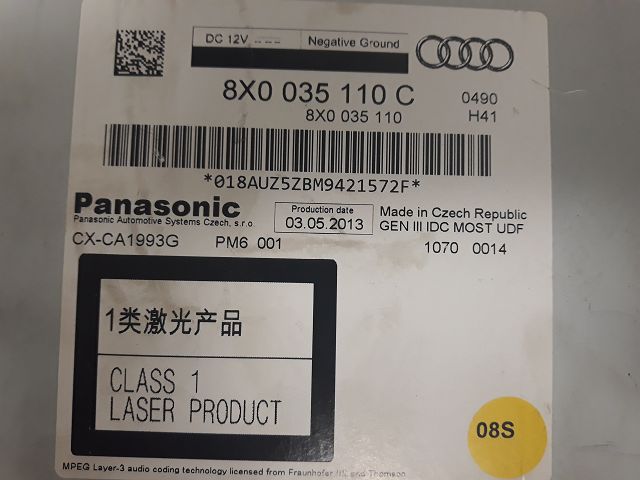 DC 12V Negative Ground
8X0 035 110 C 0490
8X0 035 110 H41
*018AUZ5ZBM9421572F*
Panasonic Production date Made in Czech Republic
Panasonic Automotive Systems Czech, s.r.o. 03.05.2013 GEN III IDC MOST UDF
CX-CA1993G PM6 001 1070 0014
1类激光产品
CLASS 1
LASER PRODUCT
08S
MPEG Layer-3 audio coding technology licensed from Fraunhofer IIS and Thomson